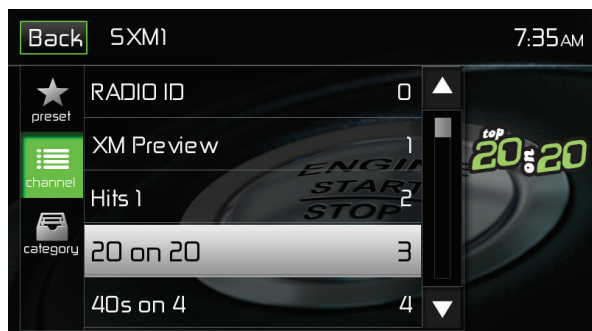 Back SXM1 7:35AM
preset
channel
category
RADIO ID 0
XM Preview 1
Hits 1 2
20 on 20 3
40s on 4 4
ENGINE
START
STOP
top
20 on 20